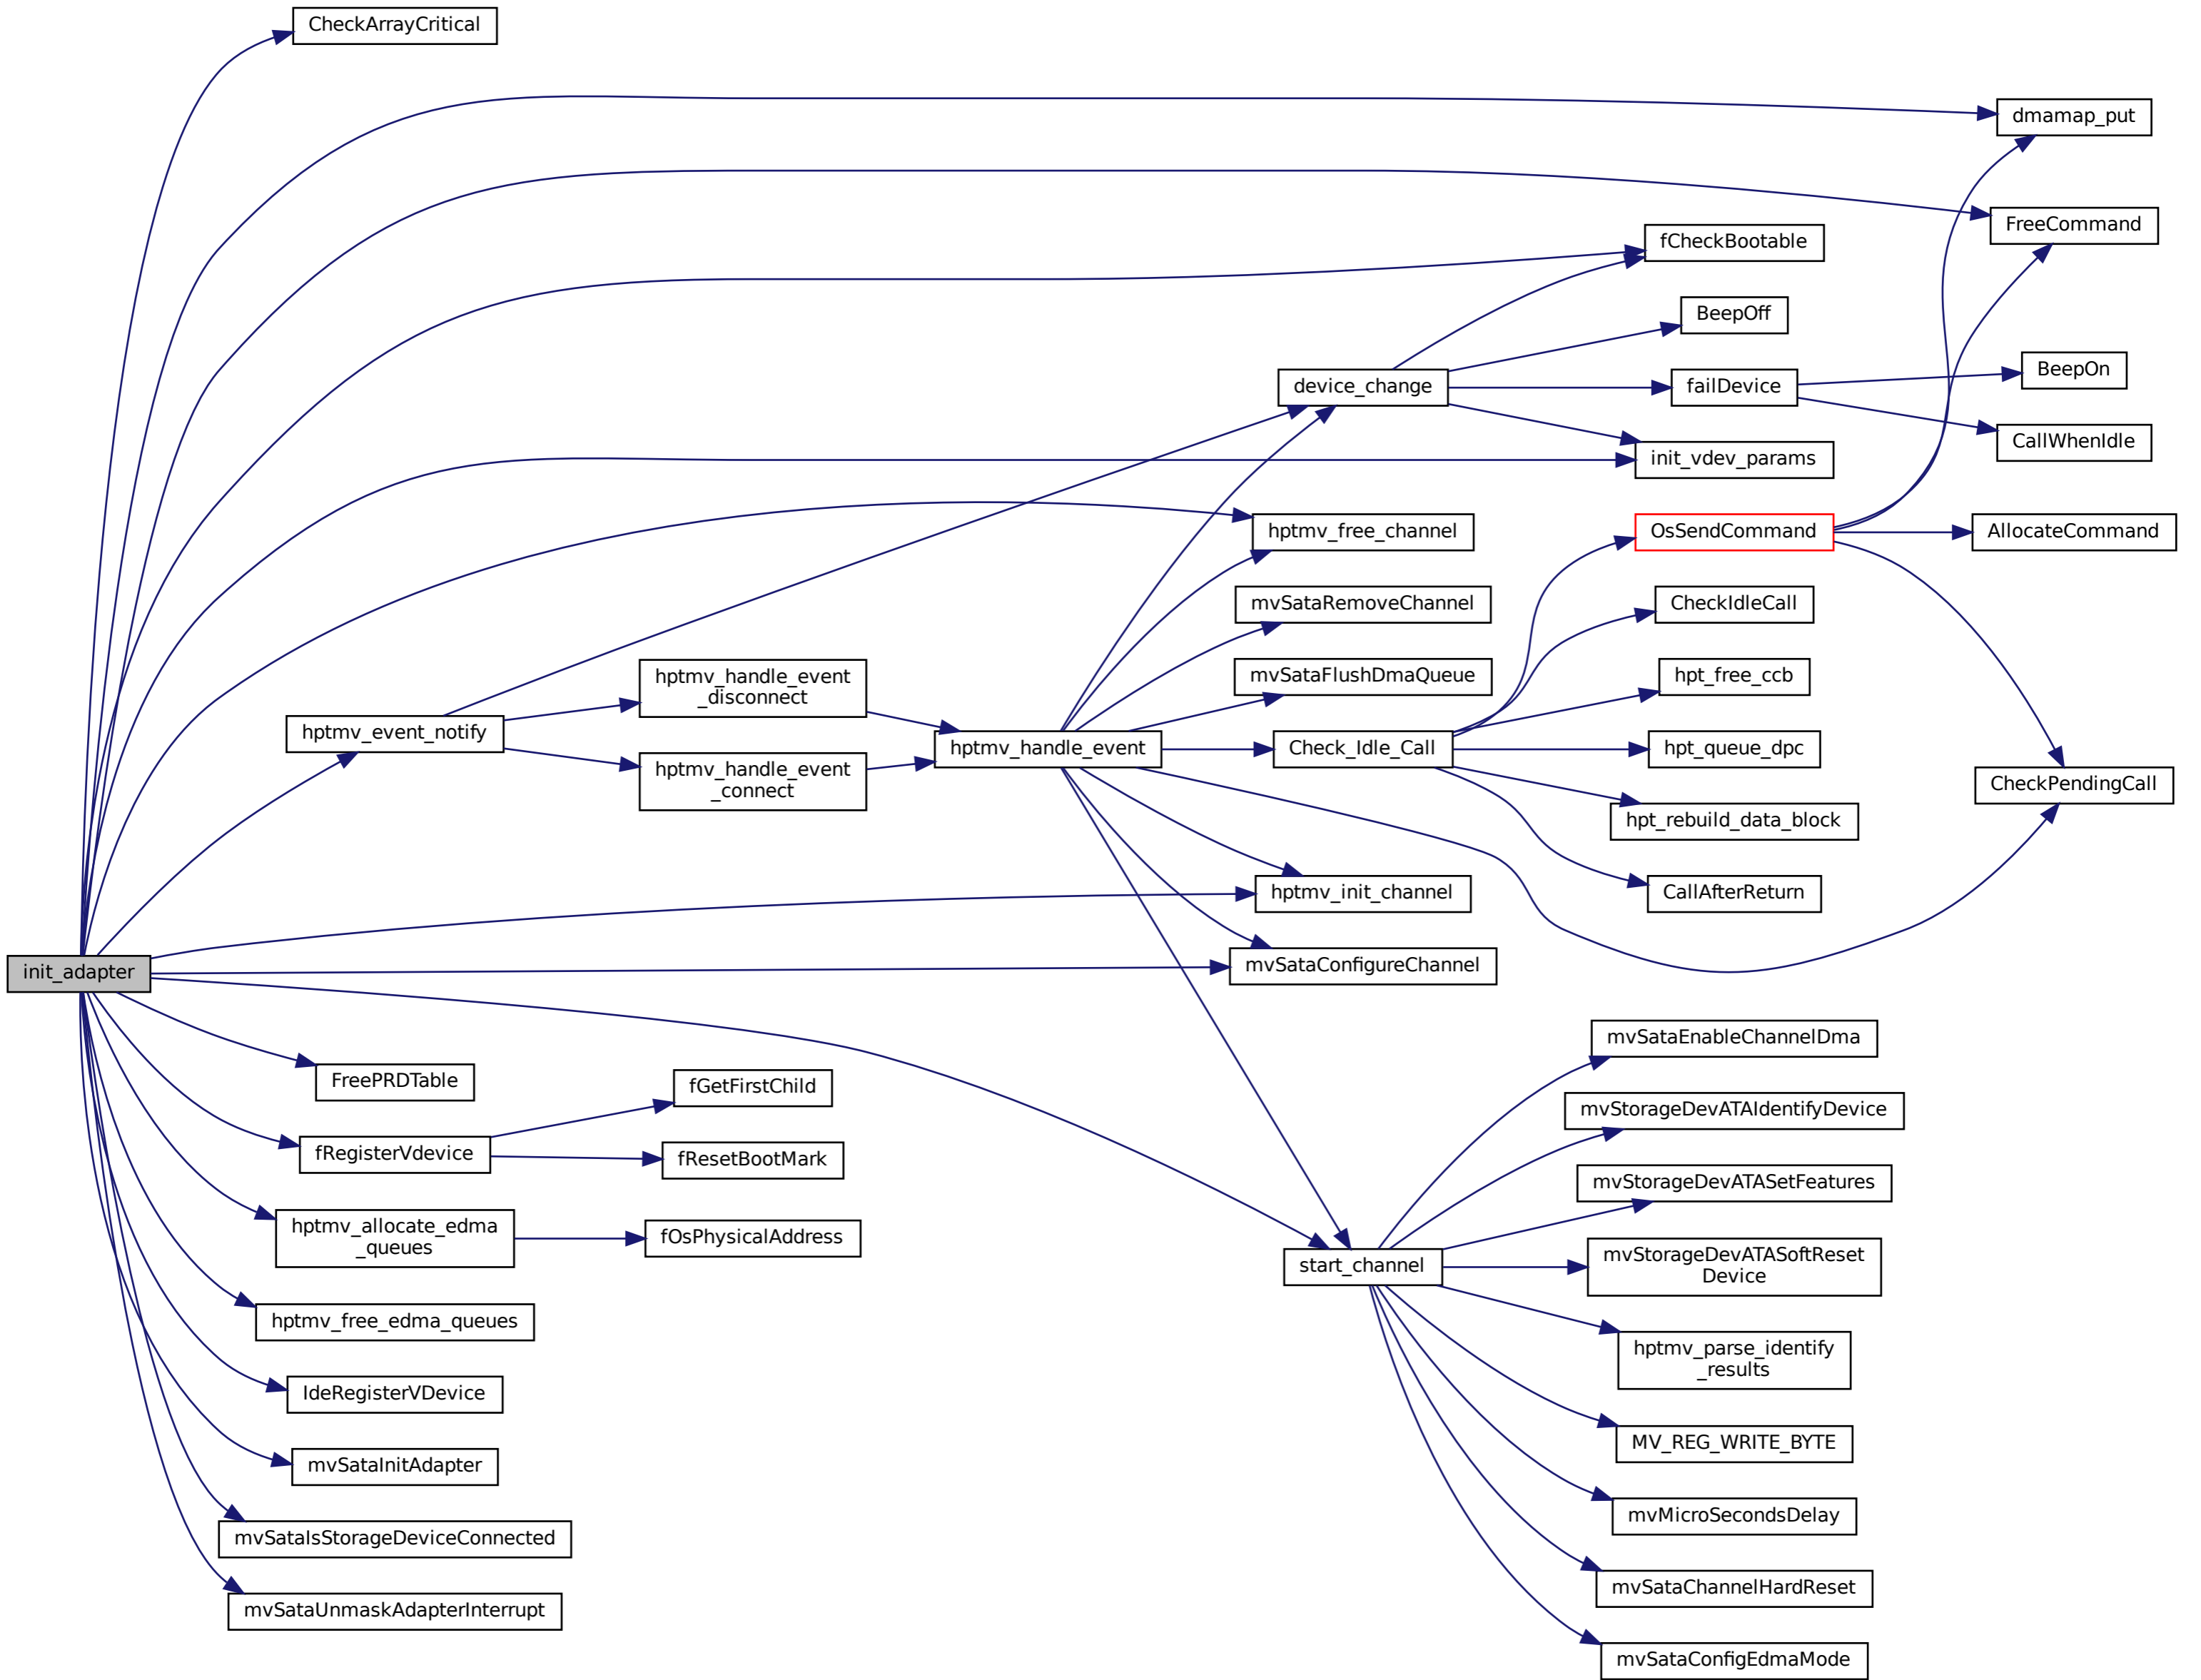 CheckArrayCritical
dmamap_put
FreeCommand
fCheckBootable
BeepOff
device_change
failDevice
BeepOn
CallWhenIdle
init_vdev_params
hptmv_free_channel
OsSendCommand
AllocateCommand
mvSataRemoveChannel
CheckIdleCall
hptmv_event_notify
hptmv_handle_event
_disconnect
mvSataFlushDmaQueue
hpt_free_ccb
hptmv_handle_event
Check_Idle_Call
hpt_queue_dpc
hptmv_handle_event
_connect
CheckPendingCall
hpt_rebuild_data_block
hptmv_init_channel
CallAfterReturn
init_adapter
mvSataConfigureChannel
mvSataEnableChannelDma
FreePRDTable
fGetFirstChild
mvStorageDevATAIdentifyDevice
fRegisterVdevice
fResetBootMark
mvStorageDevATASetFeatures
hptmv_allocate_edma
_queues
fOsPhysicalAddress
start_channel
mvStorageDevATASoftReset
Device
hptmv_free_edma_queues
hptmv_parse_identify
_results
IdeRegisterVDevice
MV_REG_WRITE_BYTE
mvSataInitAdapter
mvMicroSecondsDelay
mvSataIsStorageDeviceConnected
mvSataChannelHardReset
mvSataUnmaskAdapterInterrupt
mvSataConfigEdmaMode